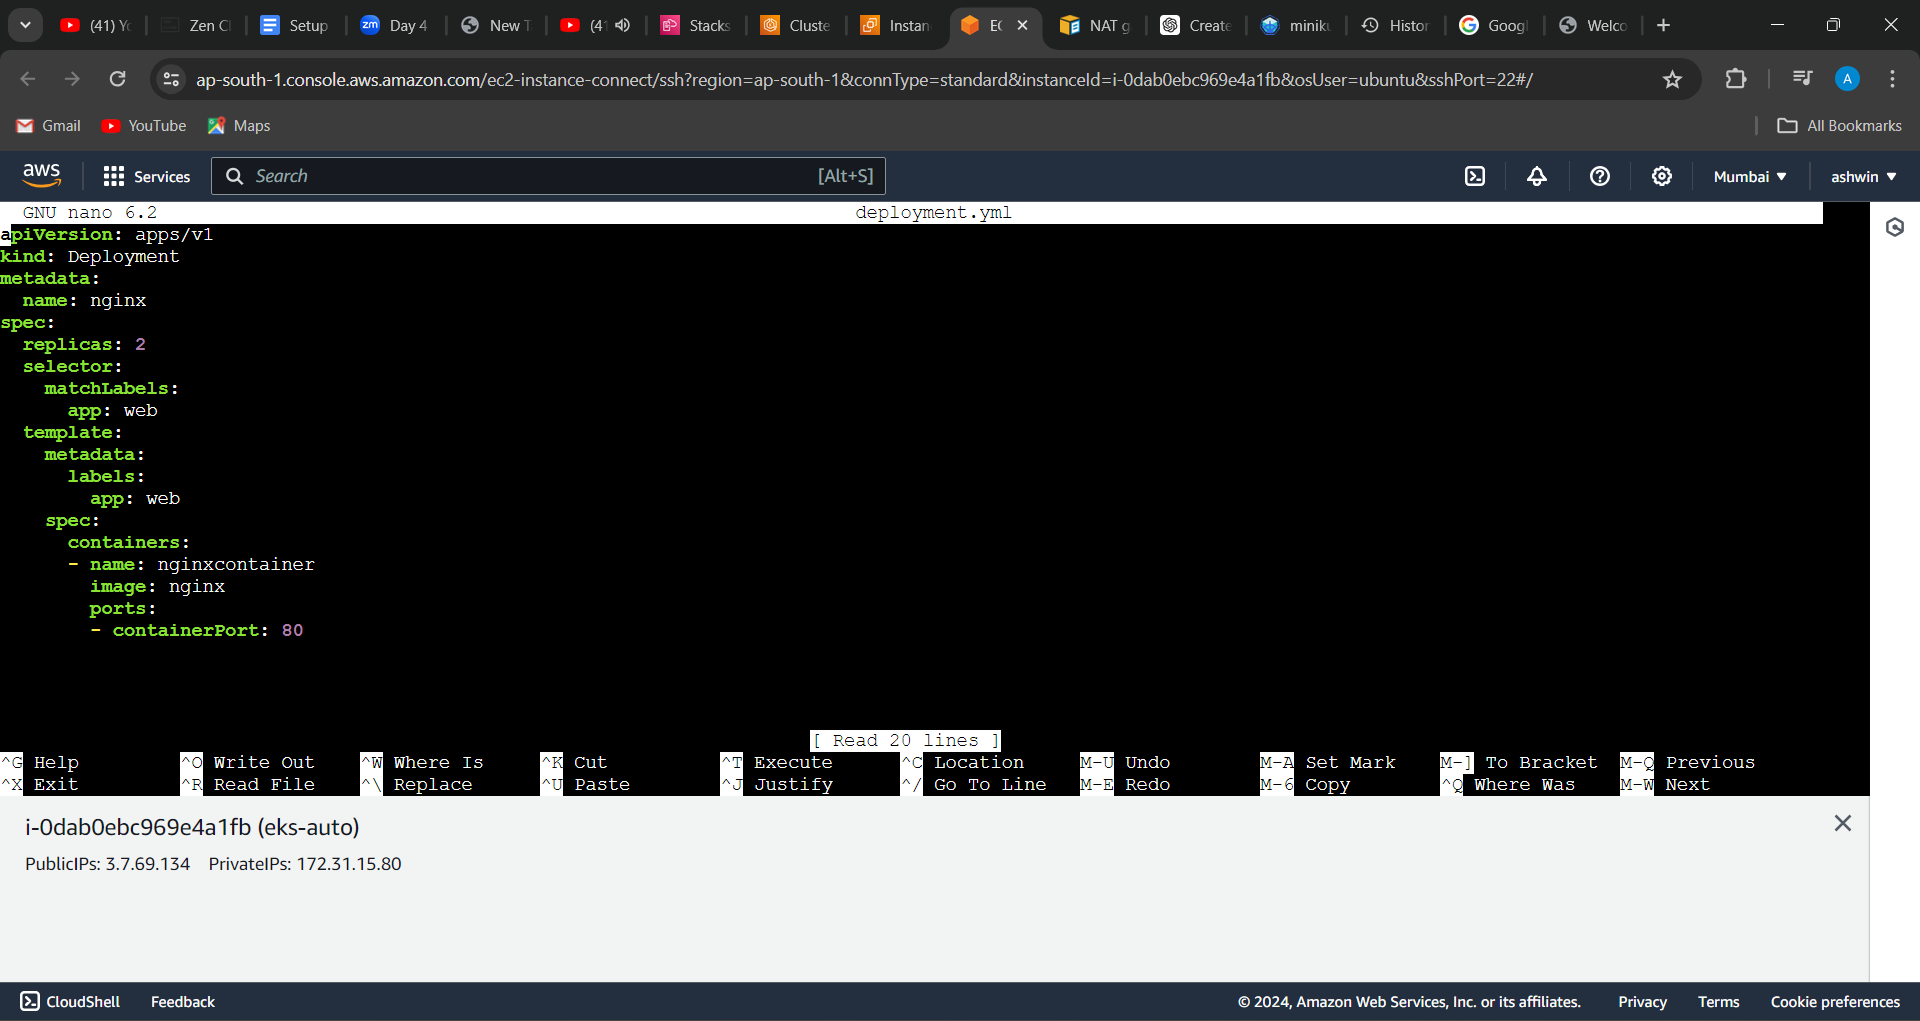 (41) Yo
Zen Cl
Setup
zm
Day 4
New T
(41
Stacks
Cluste
Instan
EC
NAT g
Create
minik
Histor
Googl
Welco
ap-south-1.console.aws.amazon.com/ec2-instance-connect/ssh?region=ap-south-1&connType=standard&instanceId=i-0dab0ebc969e4a1fb&osUser=ubuntu&sshPort=22#/
A
Gmail
YouTube
Maps
All Bookmarks
aws
Services
Search
[Alt+S]
Mumbai
ashwin
GNU nano 6.2
deployment.yml
apiVersion: apps/v1
kind: Deployment
metadata:
name: nginx
spec:
replicas: 2
selector:
matchLabels:
app: web
template:
metadata:
labels:
app: web
spec:
containers:
- name: nginxcontainer
image: nginx
ports:
- containerPort: 80
[ Read 20 lines ]
^G Help ^O Write Out ^W Where Is ^K Cut ^T Execute ^C Location M-U Undo M-A Set Mark M-] To Bracket M-Q Previous
^X Exit ^R Read File ^\ Replace ^U Paste ^J Justify ^/ Go To Line M-E Redo M-6 Copy ^Q Where Was M-W Next
i-0dab0ebc969e4a1fb (eks-auto)
PublicIPs: 3.7.69.134 PrivateIPs: 172.31.15.80
CloudShell
Feedback
© 2024, Amazon Web Services, Inc. or its affiliates.
Privacy
Terms
Cookie preferences